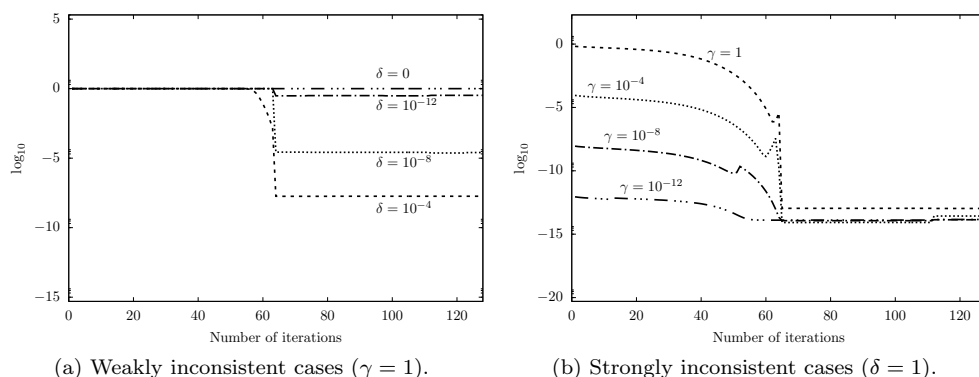 5
0
−5
−10
−15
log₁₀
δ = 0
δ = 10⁻¹²
δ = 10⁻⁸
δ = 10⁻⁴
0 20 40 60 80 100 120
Number of iterations
(a) Weakly inconsistent cases (γ = 1).
0
−5
−10
−15
−20
log₁₀
γ = 1
γ = 10⁻⁴
γ = 10⁻⁸
γ = 10⁻¹²
0 20 40 60 80 100 120
Number of iterations
(b) Strongly inconsistent cases (δ = 1).